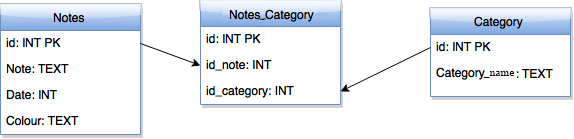 Notes
id: INT PK
Note: TEXT
Date: INT
Colour: TEXT
Notes_Category
id: INT PK
id_note: INT
id_category: INT
Category
id: INT PK
Category_name: TEXT